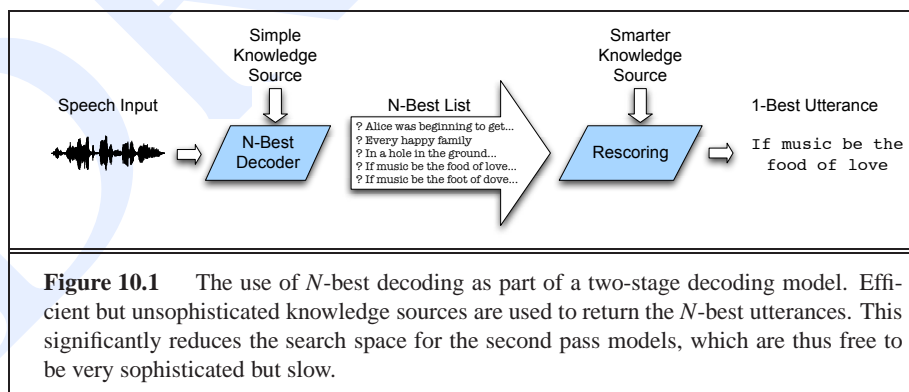 Simple
Knowledge
Source
Smarter
Knowledge
Source
Speech Input
N-Best List
1-Best Utterance
N-Best
Decoder
? Alice was beginning to get...
? Every happy family
? In a hole in the ground...
? If music be the food of love...
? If music be the foot of dove...
Rescoring
If music be the
food of love
Figure 10.1 The use of N-best decoding as part of a two-stage decoding model. Effi-
cient but unsophisticated knowledge sources are used to return the N-best utterances. This
significantly reduces the search space for the second pass models, which are thus free to
be very sophisticated but slow.